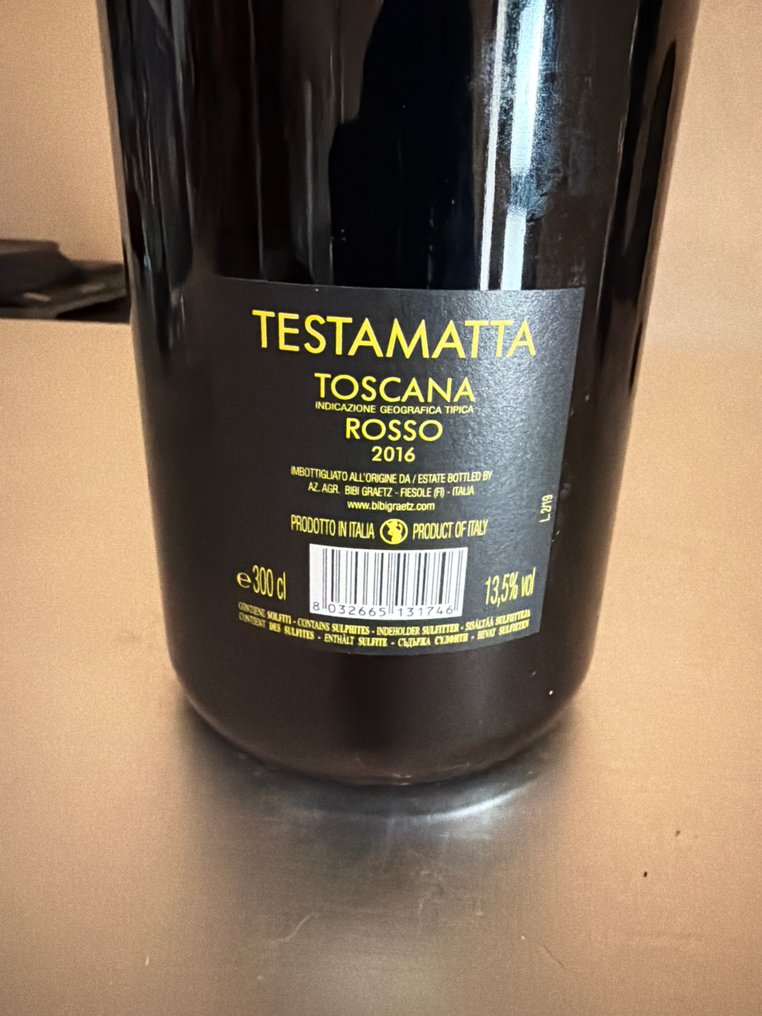 TESTAMATTA
TOSCANA
INDICAZIONE GEOGRAFICA TIPICA
ROSSO
2016
IMBOTTIGLIATO ALL'ORIGINE DA / ESTATE BOTTLED BY
AZ. AGR. BIBI GRAETZ - FIESOLE (FI) - ITALIA
www.bibigraetz.com
PRODOTTO IN ITALIA PRODUCT OF ITALY
L 2/19
e 300 cl
8 032665 131746
13,5% vol
CONTIENE SOLFITI - CONTAINS SULPHITES - INDEHOLDER SULFITTER - SISÄLTÄÄ SULFIITTEJA
CONTIENT DES SULFITES - ENTHÄLT SULFITE - СЪДЪРЖА СУЛФИТИ - BEVAT SULFIETEN